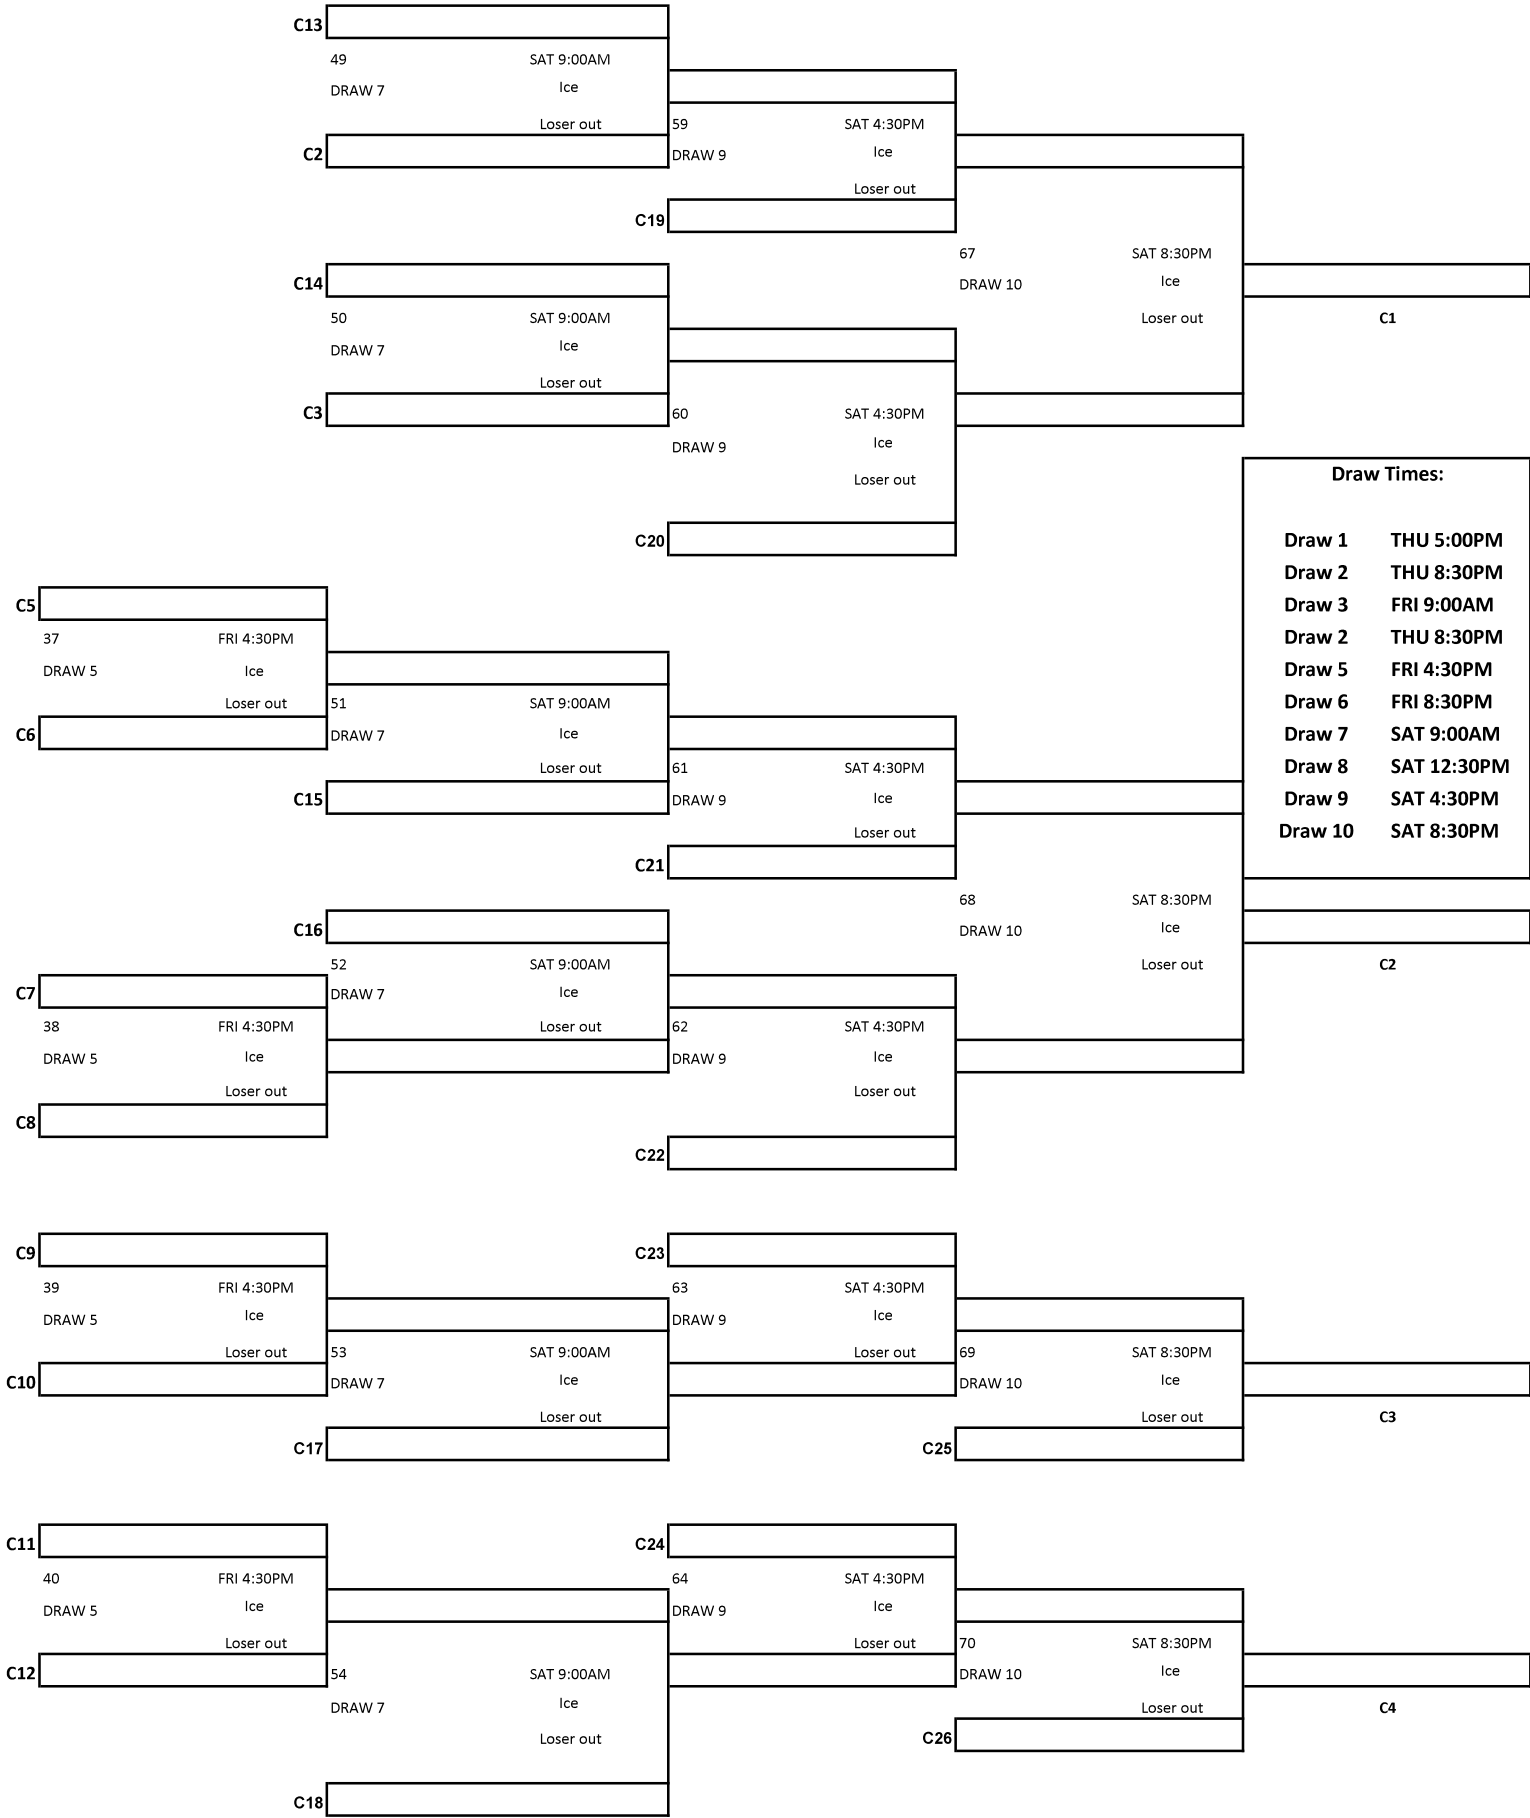 C13
49 SAT 9:00AM
DRAW 7 Ice
Loser out
C2
59 SAT 4:30PM
DRAW 9 Ice
Loser out
C19
67 SAT 8:30PM
DRAW 10 Ice
Loser out
C1
C14
50 SAT 9:00AM
DRAW 7 Ice
Loser out
C3
60 SAT 4:30PM
DRAW 9 Ice
Loser out
C20
Draw Times:
Draw 1 THU 5:00PM
Draw 2 THU 8:30PM
Draw 3 FRI 9:00AM
Draw 2 THU 8:30PM
Draw 5 FRI 4:30PM
Draw 6 FRI 8:30PM
Draw 7 SAT 9:00AM
Draw 8 SAT 12:30PM
Draw 9 SAT 4:30PM
Draw 10 SAT 8:30PM
C5
37 FRI 4:30PM
DRAW 5 Ice
Loser out
C6
51 SAT 9:00AM
DRAW 7 Ice
Loser out
C15
61 SAT 4:30PM
DRAW 9 Ice
Loser out
C21
68 SAT 8:30PM
DRAW 10 Ice
Loser out
C2
C16
52 SAT 9:00AM
DRAW 7 Ice
Loser out
C7
38 FRI 4:30PM
DRAW 5 Ice
Loser out
C8
62 SAT 4:30PM
DRAW 9 Ice
Loser out
C22
C9
39 FRI 4:30PM
DRAW 5 Ice
Loser out
C10
53 SAT 9:00AM
DRAW 7 Ice
Loser out
C17
C23
63 SAT 4:30PM
DRAW 9 Ice
Loser out
69 SAT 8:30PM
DRAW 10 Ice
Loser out
C25
C3
C11
40 FRI 4:30PM
DRAW 5 Ice
Loser out
C12
54 SAT 9:00AM
DRAW 7 Ice
Loser out
C18
C24
64 SAT 4:30PM
DRAW 9 Ice
Loser out
70 SAT 8:30PM
DRAW 10 Ice
Loser out
C26
C4